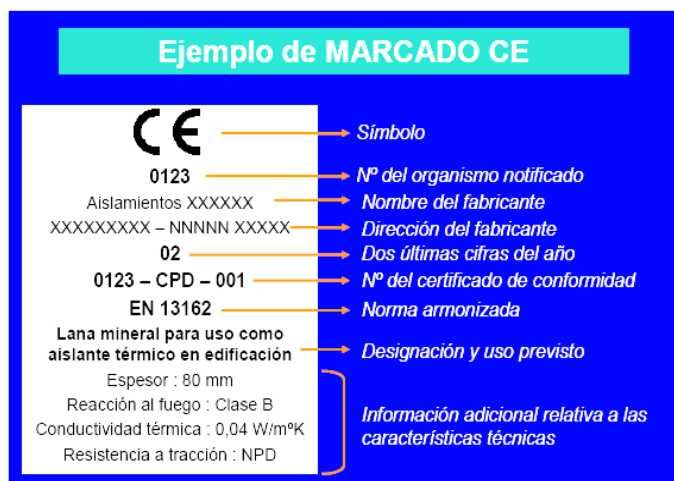 Ejemplo de MARCADO CE
CE Símbolo
0123 Nº del organismo notificado
Aislamientos XXXXXX Nombre del fabricante
XXXXXXXXX – NNNNN XXXXX Dirección del fabricante
02 Dos últimas cifras del año
0123 – CPD – 001 Nº del certificado de conformidad
EN 13162 Norma armonizada
Lana mineral para uso como
aislante térmico en edificación Designación y uso previsto
Espesor : 80 mm
Reacción al fuego : Clase B
Conductividad térmica : 0,04 W/mºK
Resistencia a tracción : NPD
Información adicional relativa a las
características técnicas